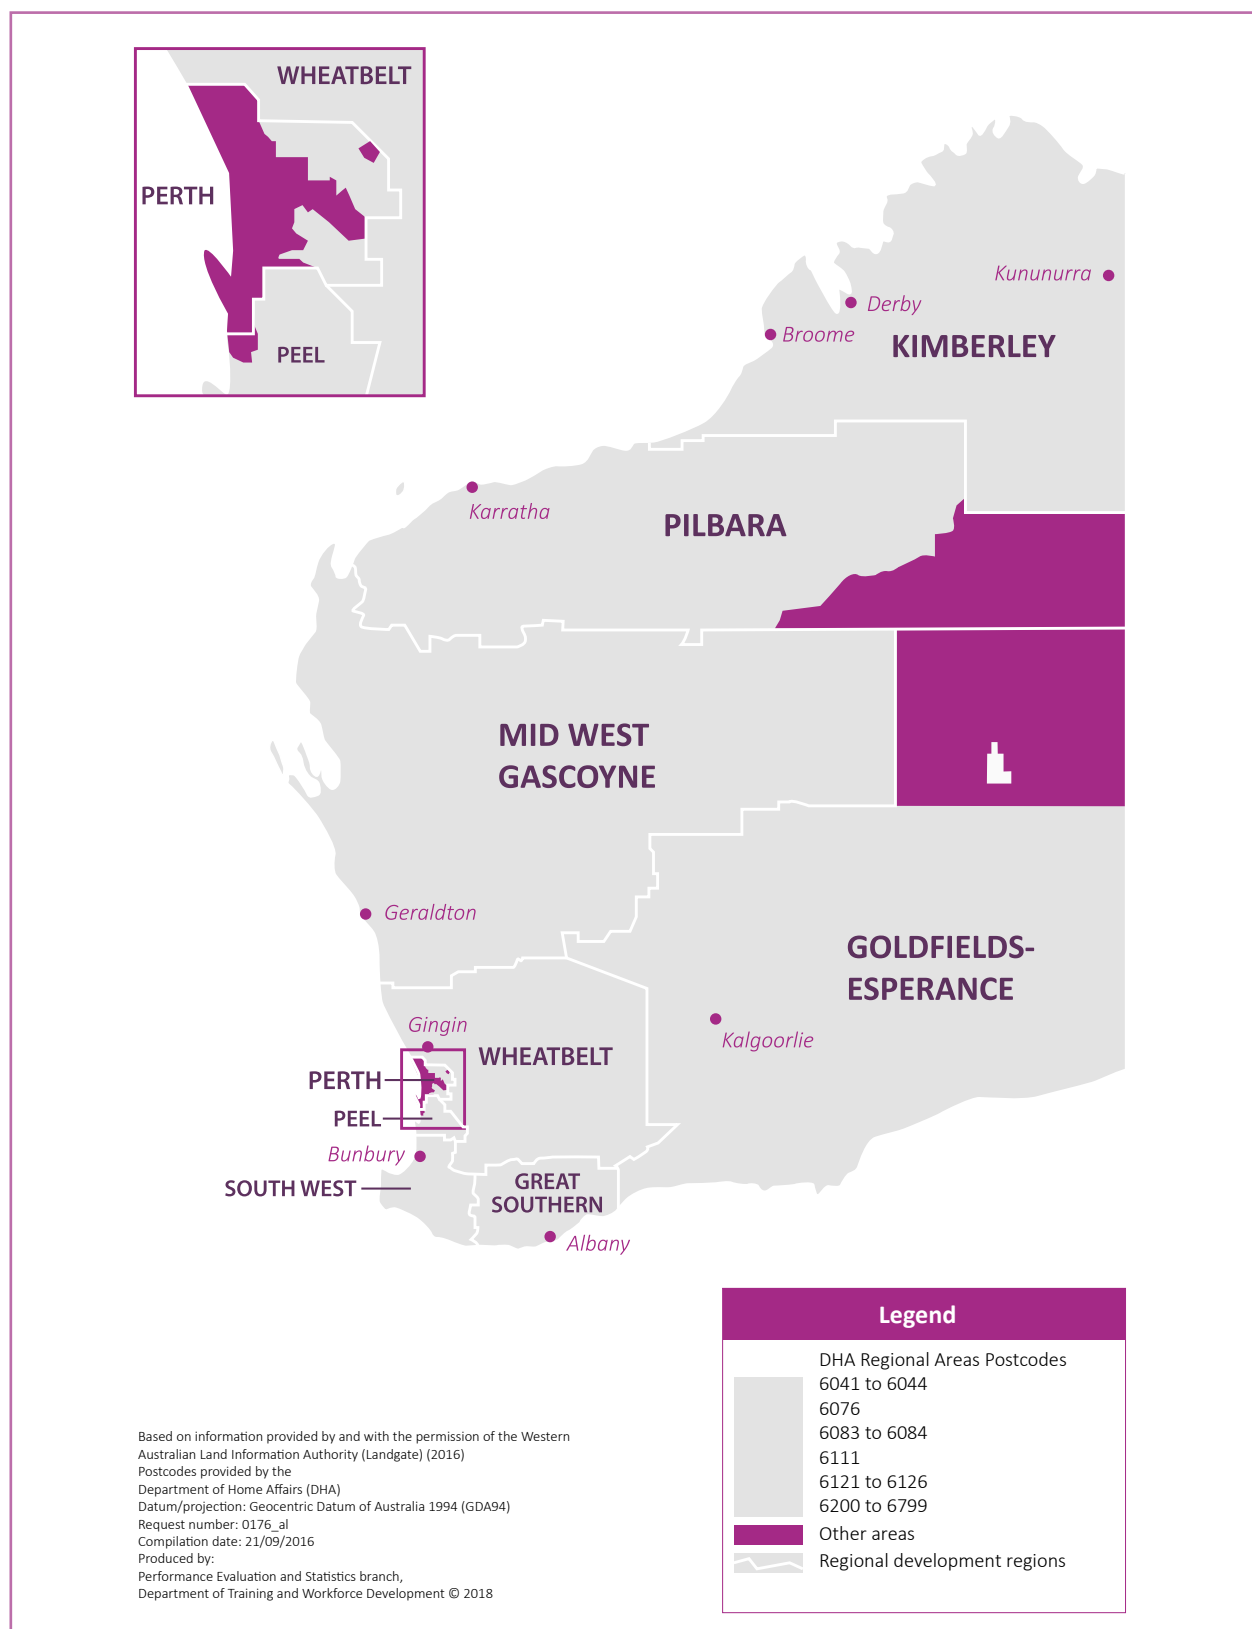 WHEATBELT
PERTH
PEEL
Kununurra
Derby
Broome
KIMBERLEY
Karratha
PILBARA
MID WEST
GASCOYNE
Geraldton
GOLDFIELDS-
ESPERANCE
Kalgoorlie
Gingin
WHEATBELT
PERTH
PEEL
Bunbury
SOUTH WEST
GREAT
SOUTHERN
Albany
Legend
DHA Regional Areas Postcodes
6041 to 6044
6076
6083 to 6084
6111
6121 to 6126
6200 to 6799
Other areas
Regional development regions
Based on information provided by and with the permission of the Western
Australian Land Information Authority (Landgate) (2016)
Postcodes provided by the
Department of Home Affairs (DHA)
Datum/projection: Geocentric Datum of Australia 1994 (GDA94)
Request number: 0176_al
Compilation date: 21/09/2016
Produced by:
Performance Evaluation and Statistics branch,
Department of Training and Workforce Development © 2018